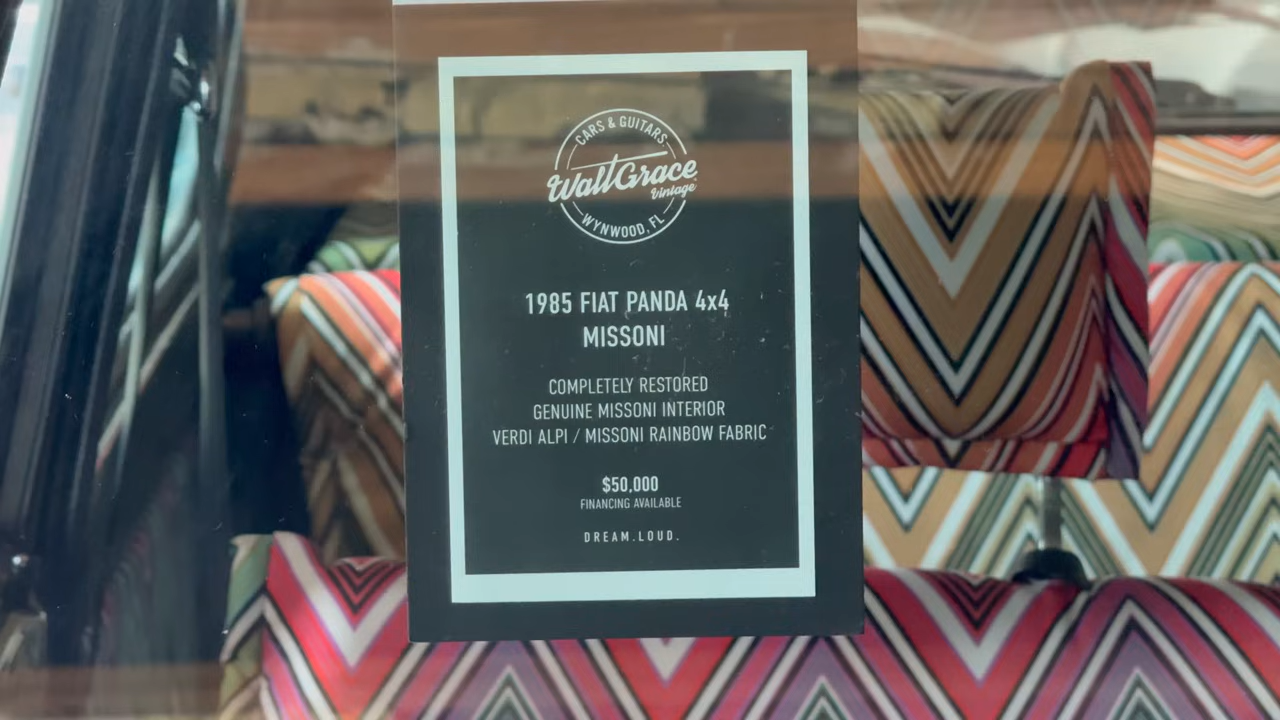 CARS & GUITARS
WallGrace
Vintage
WYNWOOD, FL
1985 FIAT PANDA 4x4
MISSONI
COMPLETELY RESTORED
GENUINE MISSONI INTERIOR
VERDI ALPI / MISSONI RAINBOW FABRIC
$50,000
FINANCING AVAILABLE
DREAM.LOUD.